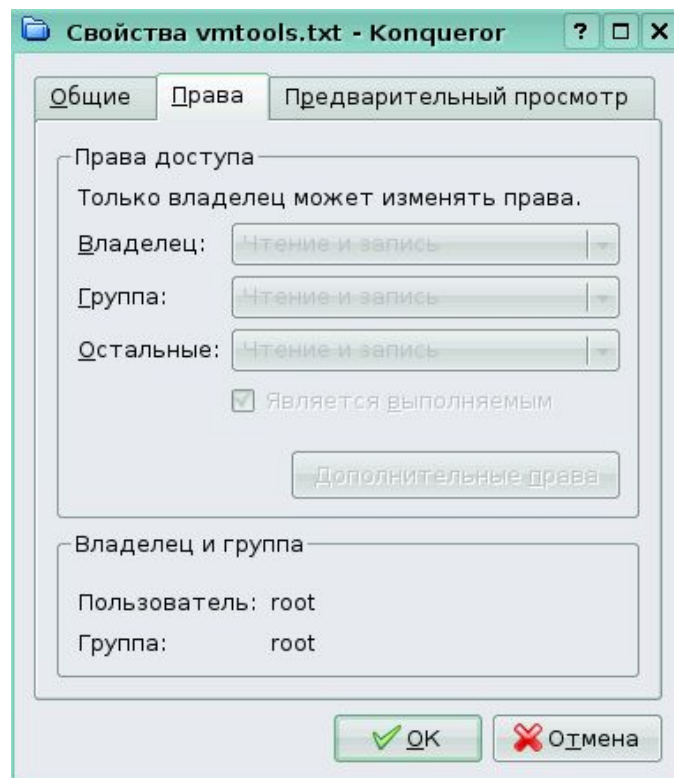 Свойства vmtools.txt - Konqueror
Общие Права Предварительный просмотр
Права доступа
Только владелец может изменять права.
Владелец: Чтение и запись
Группа: Чтение и запись
Остальные: Чтение и запись
Является выполняемым
Дополнительные права
Владелец и группа
Пользователь: root
Группа: root
OK Отмена